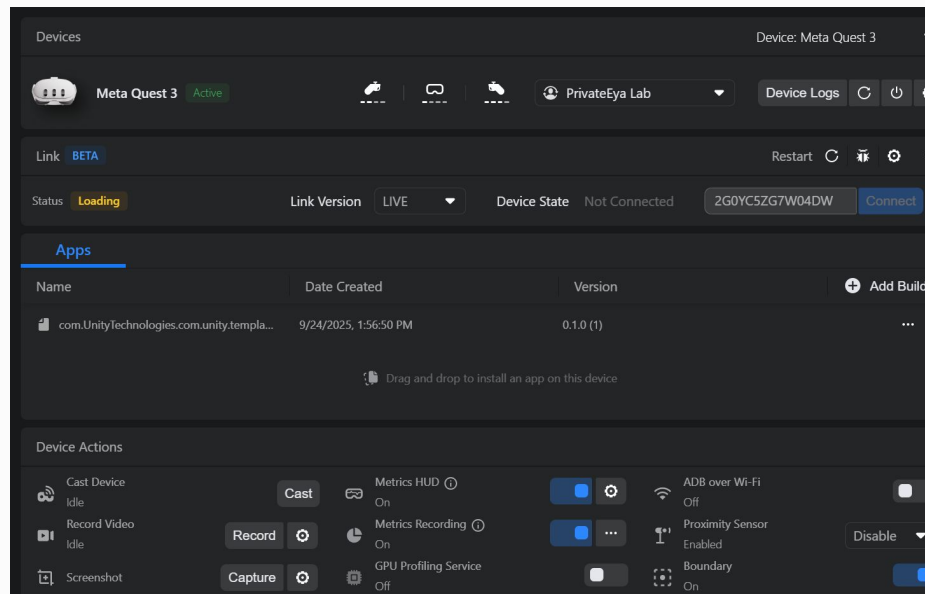 Devices
Device: Meta Quest 3
Meta Quest 3 Active
PrivateEya Lab
Device Logs
Link BETA
Restart
Status Loading
Link Version LIVE
Device State Not Connected
2G0YC5ZG7W04DW
Connect
Apps
Name Date Created Version Add Build
com.UnityTechnologies.com.unity.templa... 9/24/2025, 1:56:50 PM 0.1.0 (1) ...
Drag and drop to install an app on this device
Device Actions
Cast Device
Idle
Cast
Metrics HUD
On
ADB over Wi-Fi
Off
Record Video
Idle
Record
Metrics Recording
On
...
Proximity Sensor
Enabled
Disable
Screenshot
Capture
GPU Profiling Service
Off
Boundary
On